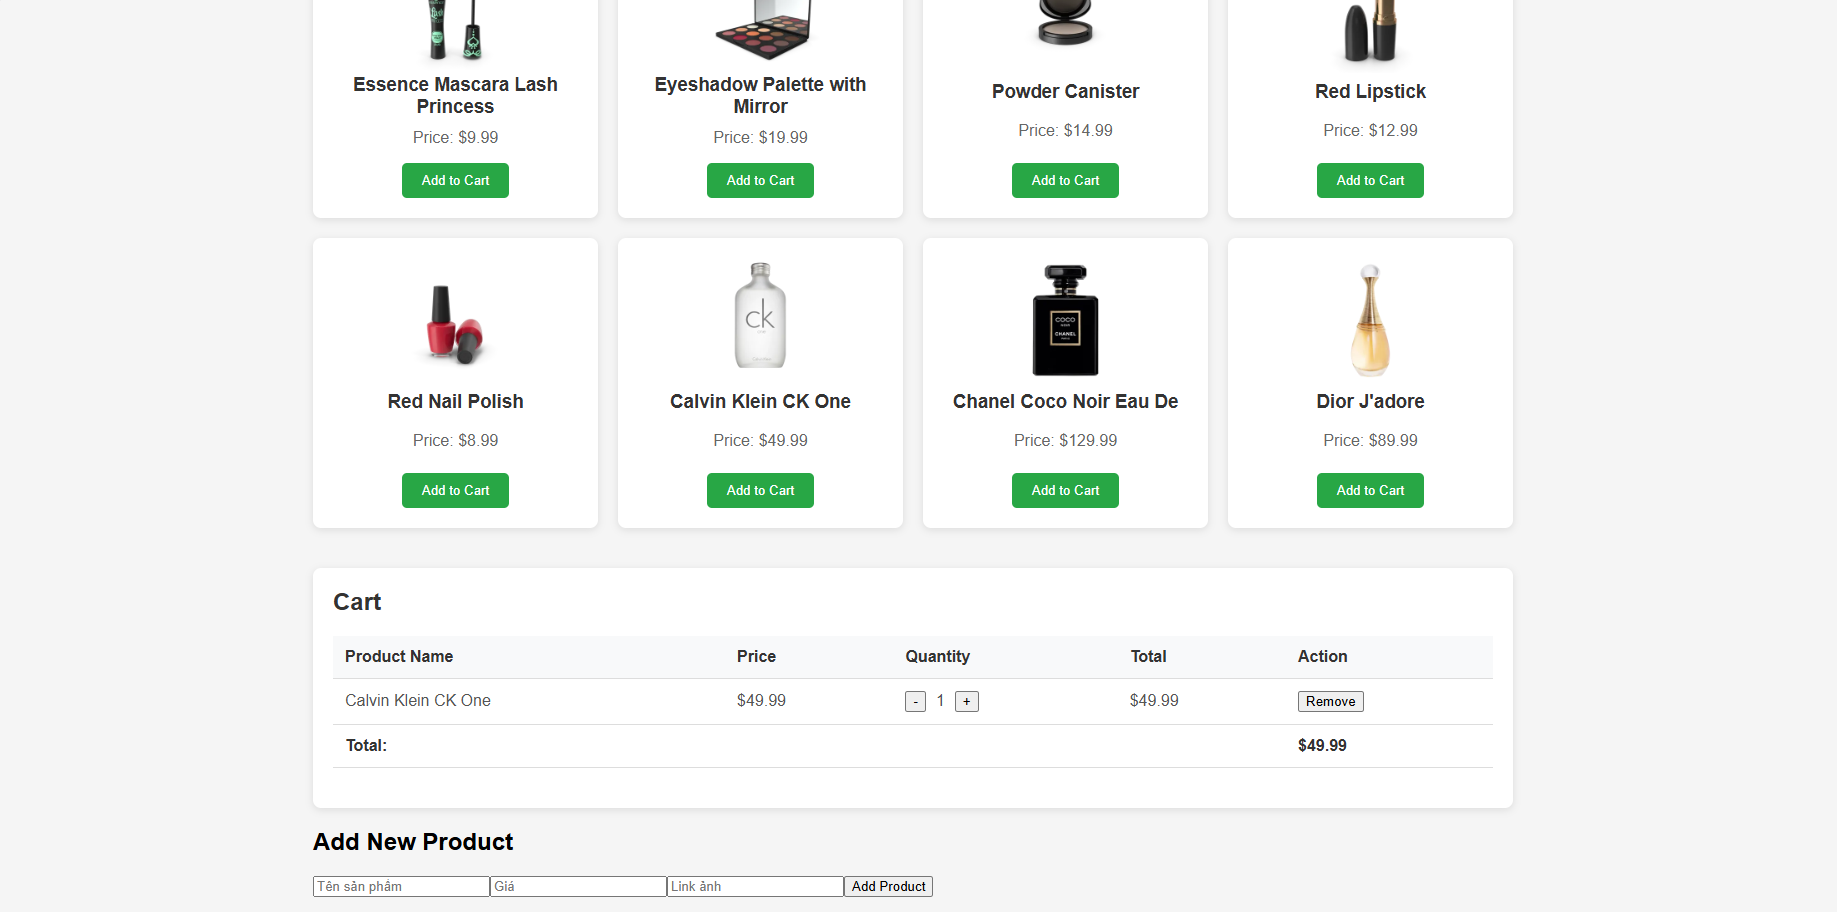 Essence Mascara Lash
Princess
Price: $9.99
Add to Cart
Eyeshadow Palette with
Mirror
Price: $19.99
Add to Cart
Powder Canister
Price: $14.99
Add to Cart
Red Lipstick
Price: $12.99
Add to Cart
Red Nail Polish
Price: $8.99
Add to Cart
ck
Calvin Klein CK One
Price: $49.99
Add to Cart
COCO
CHANEL
Chanel Coco Noir Eau De
Price: $129.99
Add to Cart
Dior J'adore
Price: $89.99
Add to Cart
Cart
Product Name Price Quantity Total Action
Calvin Klein CK One $49.99 - 1 + $49.99 Remove
Total: $49.99
Add New Product
Tên sản phẩm Giá Link ảnh Add Product